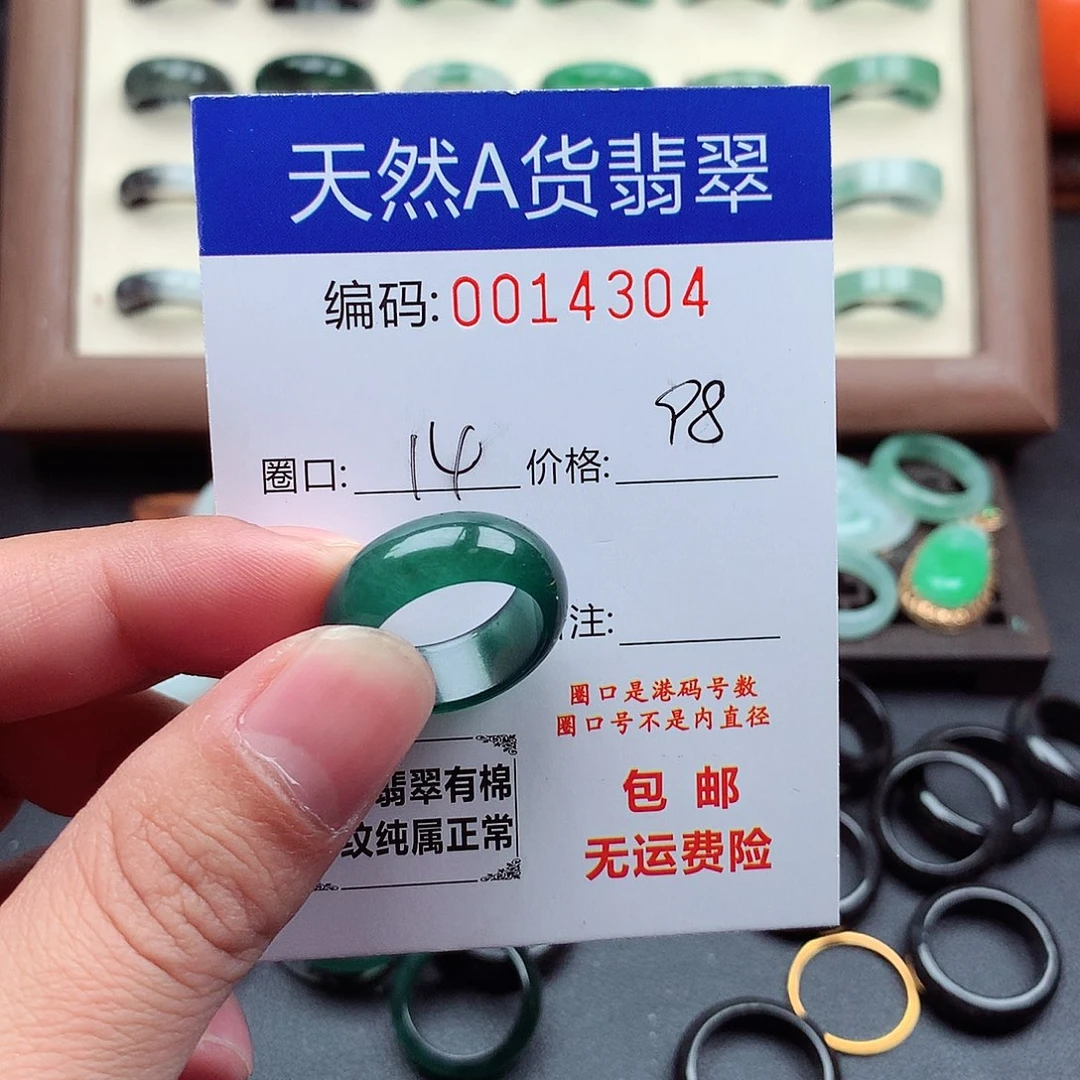 天然A货翡翠
编码:0014304
圈口: 14 价格: 98
注:
圈口是港码号数
圈口号不是内直径
翡翠有棉
纹纯属正常
包邮
无运费险